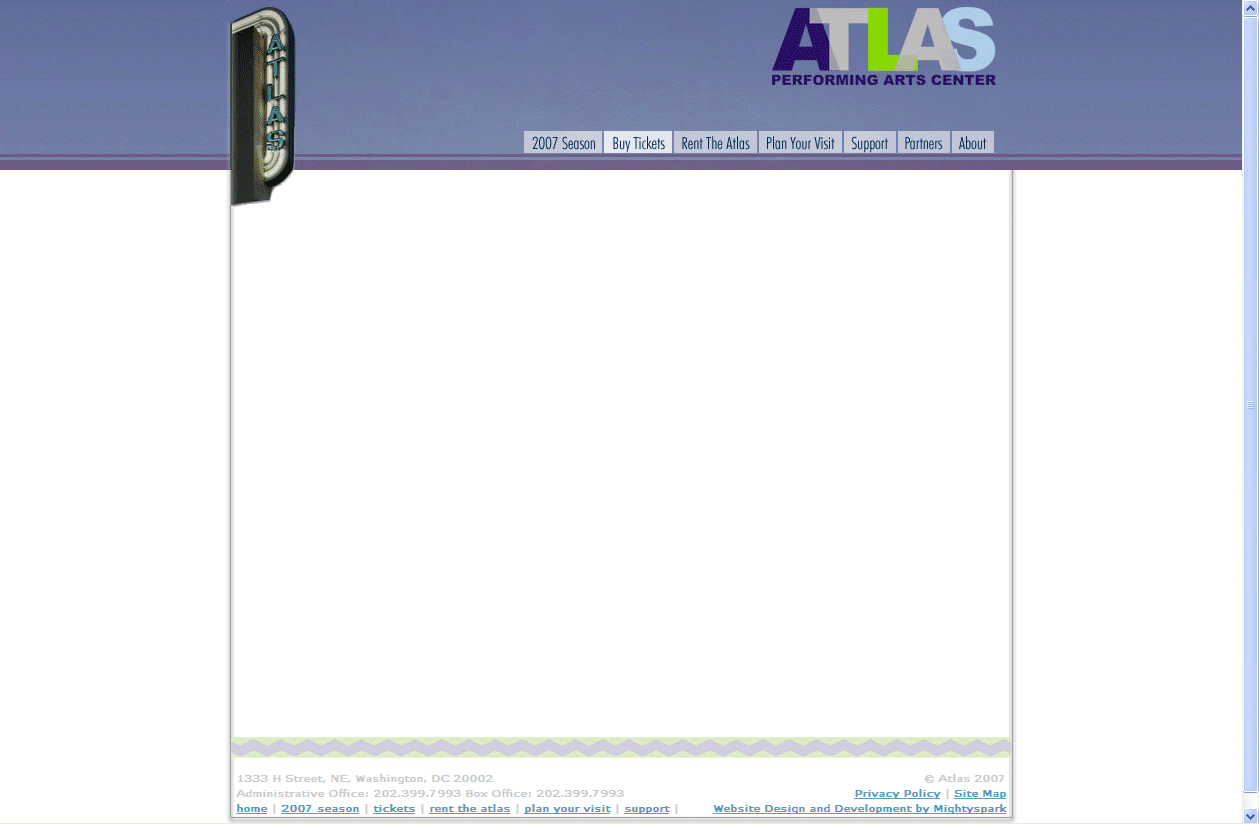 ATLAS
ATLAS
PERFORMING ARTS CENTER
2007 Season Buy Tickets Rent The Atlas Plan Your Visit Support Partners About
1333 H Street, NE, Washington, DC 20002 © Atlas 2007
Administrative Office: 202.399.7993 Box Office: 202.399.7993 Privacy Policy | Site Map
home | 2007 season | tickets | rent the atlas | plan your visit | support | Website Design and Development by Mightyspark